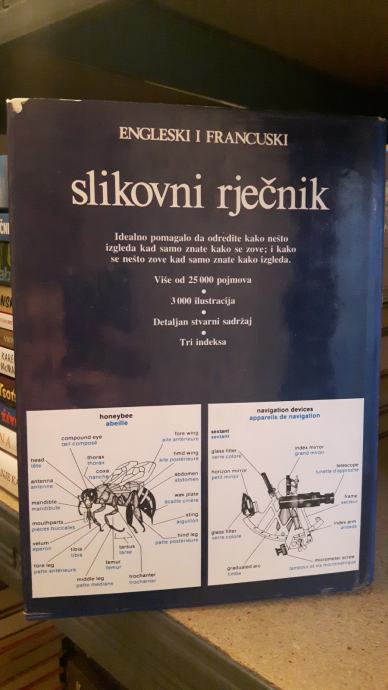 ENGLESKI I FRANCUSKI
slikovni rječnik
Idealno pomagalo da odredite kako nešto
izgleda kad samo znate kako se zove; i kako
se nešto zove kad samo znate kako izgleda.
Više od 25 000 pojmova
3 000 ilustracija
Detaljan stvarni sadržaj
Tri indeksa
honeybee
abeille
compound eye
œil composé
fore wing
aile antérieure
thorax
thorax
hind wing
aile postérieure
head
tête
coxa
hanche
abdomen
abdomen
antenna
antenne
wax plate
écaille cirière
mandible
mandibule
sting
aiguillon
mouthparts
pièces buccales
hind leg
patte postérieure
velum
éperon
tibia
tibia
tarsus
tarse
femur
fémur
fore leg
patte antérieure
middle leg
patte médiane
trochanter
trochanter
navigation devices
appareils de navigation
sextant
sextant
glass filter
verre coloré
index mirror
grand miroir
horizon mirror
petit miroir
telescope
lunette d'approche
frame
secteur
glass filter
verre coloré
index arm
alidade
graduated arc
limbe
micrometer screw
tambour et vis micrométrique